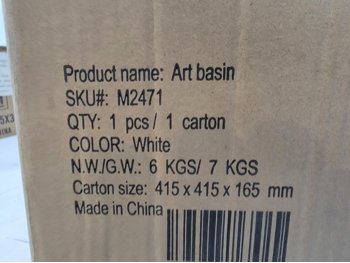 Product name: Art basin
SKU#: M2471
QTY: 1 pcs / 1 carton
COLOR: White
N.W./G.W.: 6 KGS/ 7 KGS
Carton size: 415 x 415 x 165 mm
Made in China